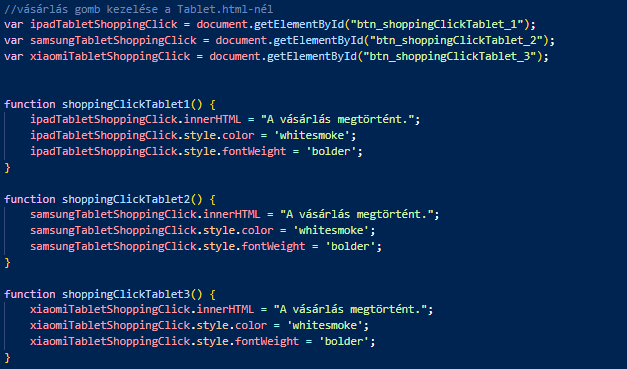 //vásárlás gomb kezelése a Tablet.html-nél
var ipadTabletShoppingClick = document.getElementById("btn_shoppingClickTablet_1");
var samsungTabletShoppingClick = document.getElementById("btn_shoppingClickTablet_2");
var xiaomiTabletShoppingClick = document.getElementById("btn_shoppingClickTablet_3");
function shoppingClickTablet1() {
ipadTabletShoppingClick.innerHTML = "A vásárlás megtörtént.";
ipadTabletShoppingClick.style.color = 'whitesmoke';
ipadTabletShoppingClick.style.fontWeight = 'bolder';
}
function shoppingClickTablet2() {
samsungTabletShoppingClick.innerHTML = "A vásárlás megtörtént.";
samsungTabletShoppingClick.style.color = 'whitesmoke';
samsungTabletShoppingClick.style.fontWeight = 'bolder';
}
function shoppingClickTablet3() {
xiaomiTabletShoppingClick.innerHTML = "A vásárlás megtörtént.";
xiaomiTabletShoppingClick.style.color = 'whitesmoke';
xiaomiTabletShoppingClick.style.fontWeight = 'bolder';
}